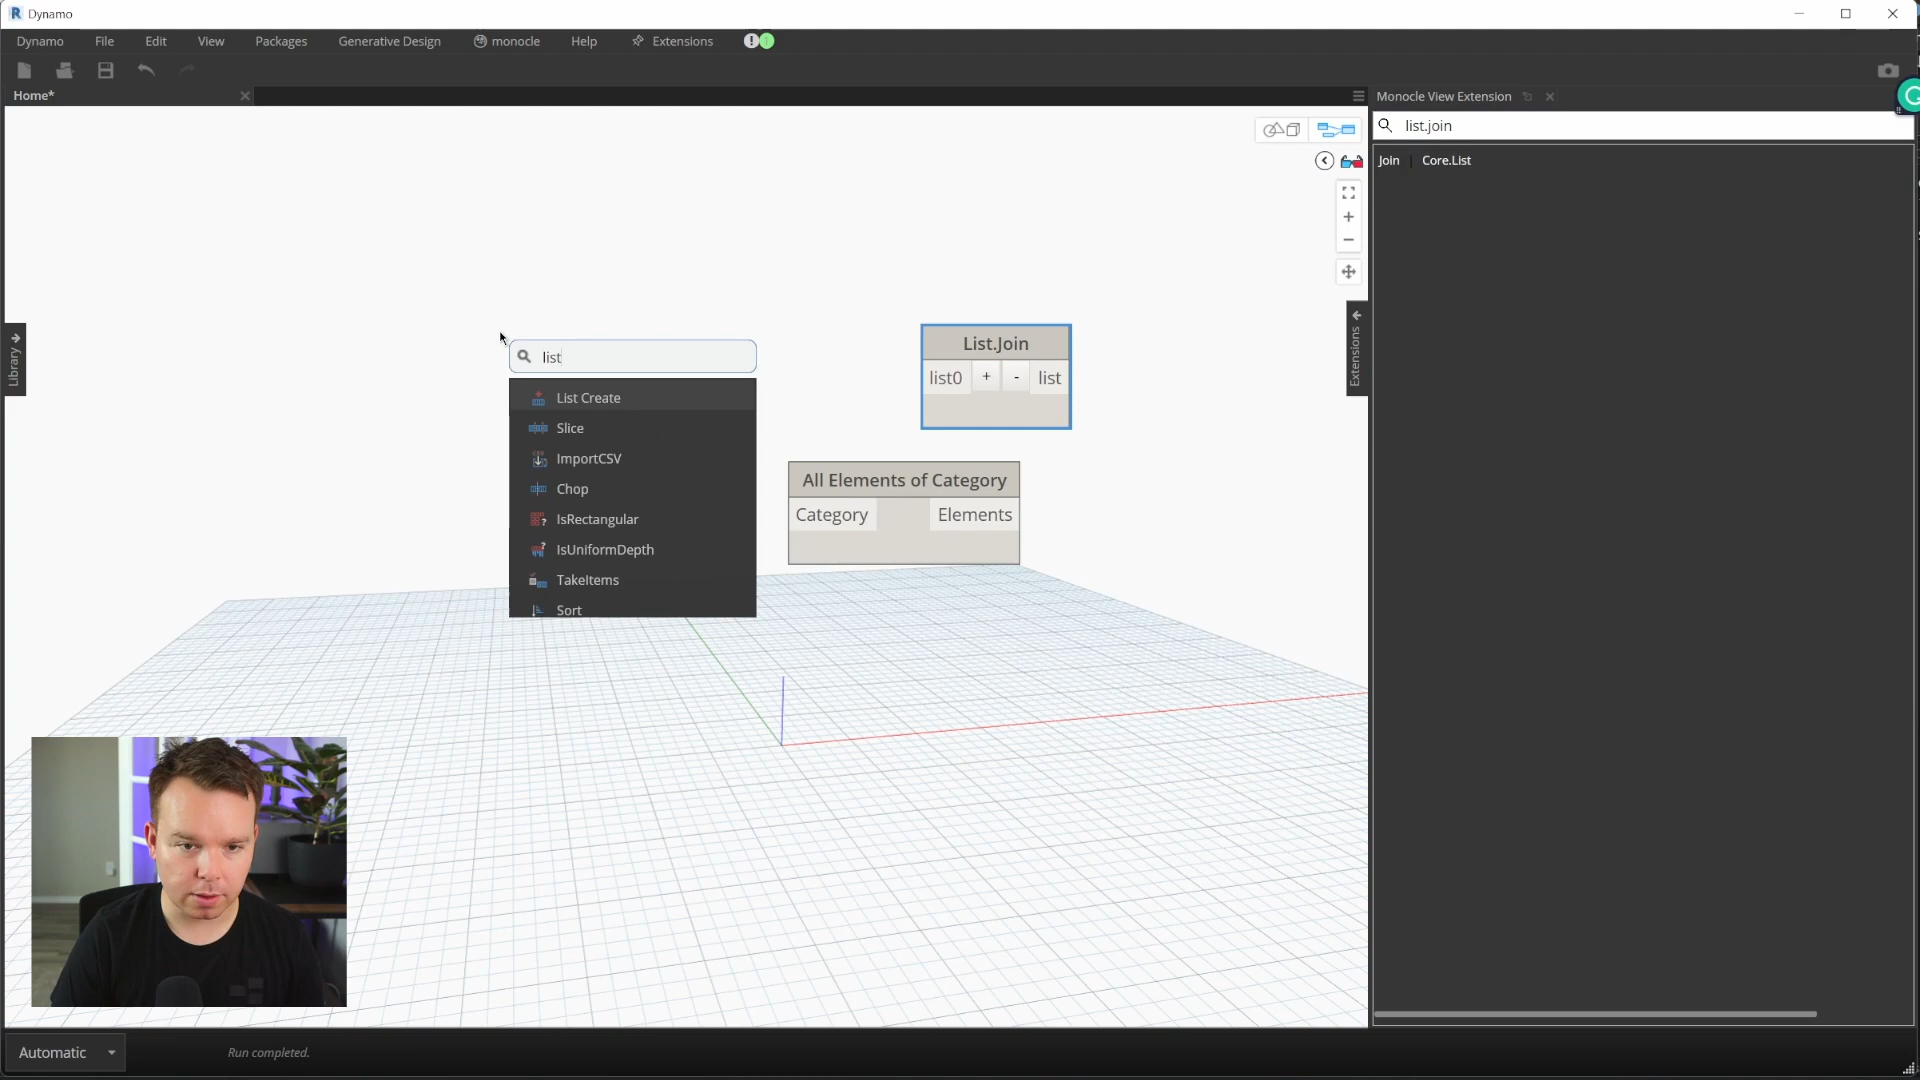 Dynamo
Dynamo File Edit View Packages Generative Design monocle Help Extensions
Home*
Monocle View Extension
list.join
Join | Core.List
Library
Extensions
list
List Create
Slice
ImportCSV
Chop
IsRectangular
IsUniformDepth
TakeItems
Sort
List.Join
list0 + - list
All Elements of Category
Category Elements
Automatic
Run completed.